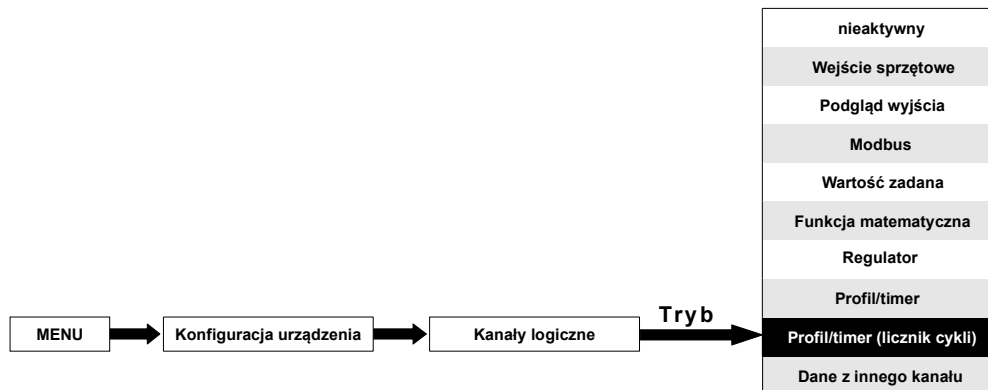 nieaktywny
Wejście sprzętowe
Podgląd wyjścia
Modbus
Wartość zadana
Funkcja matematyczna
Regulator
Profil/timer
Tryb
MENU
Konfiguracja urządzenia
Kanały logiczne
Profil/timer (licznik cykli)
Dane z innego kanału